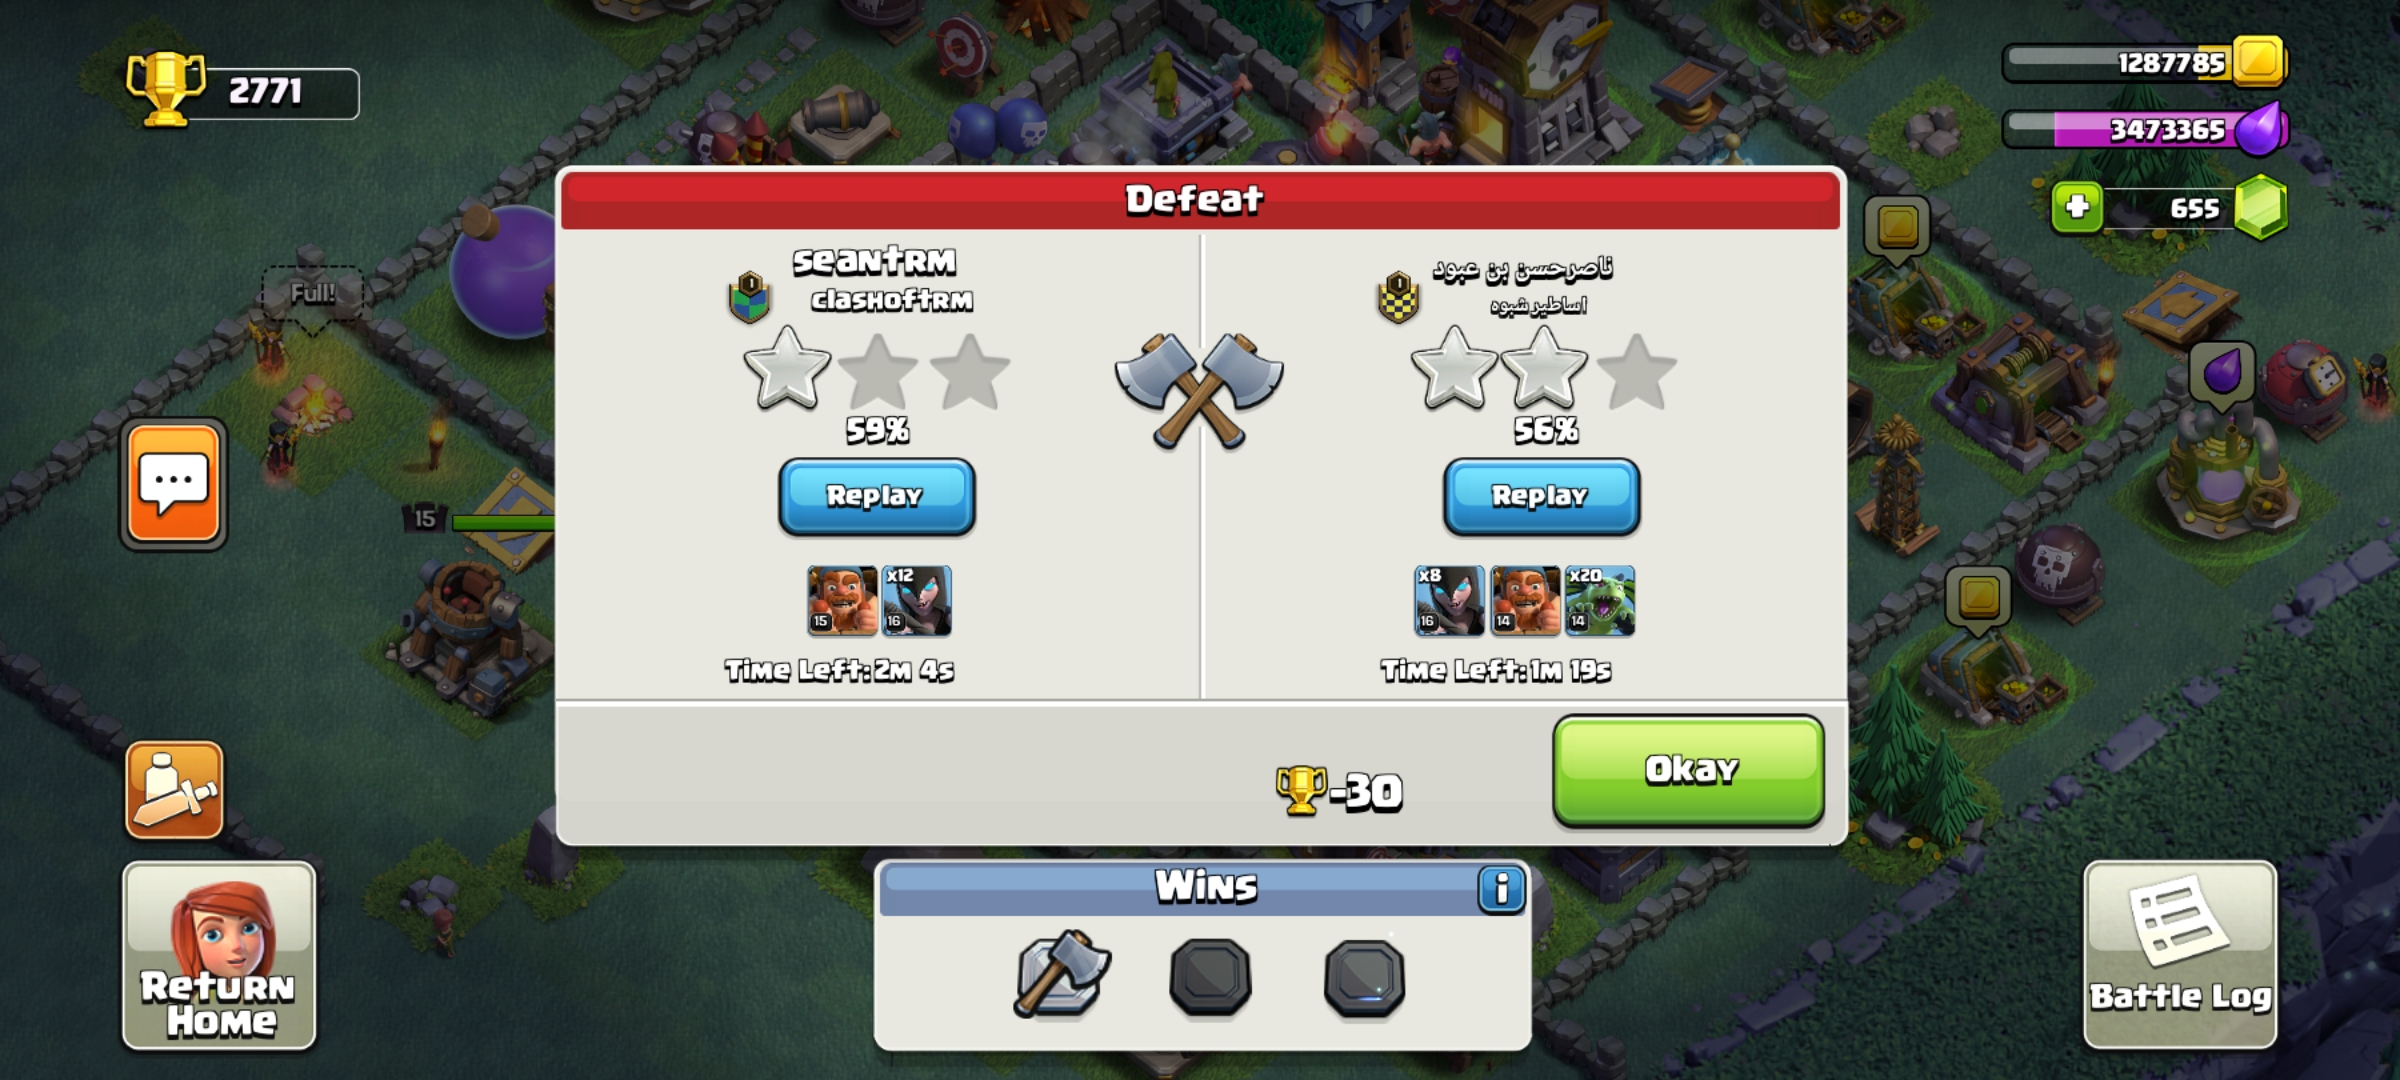 2771
1287785
3473365
655
Full!
15
Defeat
seantrm
clashoftrm
1
59%
Replay
15
x12
16
Time Left:2m 4s
ناصرحسن بن عبود
اساطير شبوه
1
56%
Replay
x8
16
14
x20
14
Time Left:1m 19s
-30
Okay
Wins
i
Return
Home
Battle Log